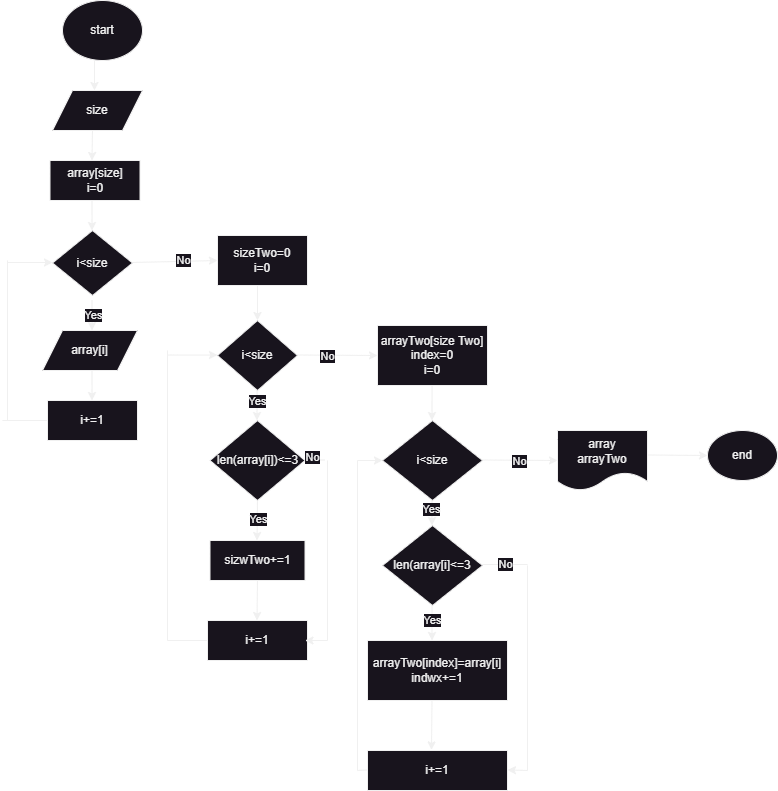 start
size
array[size]
i=0
i<size
Yes
array[i]
i+=1
No
sizeTwo=0
i=0
i<size
Yes
len(array[i])<=3
No
Yes
sizwTwo+=1
i+=1
No
arrayTwo[size Two]
index=0
i=0
i<size
Yes
len(array[i]<=3
No
Yes
arrayTwo[index]=array[i]
indwx+=1
i+=1
No
array
arrayTwo
end